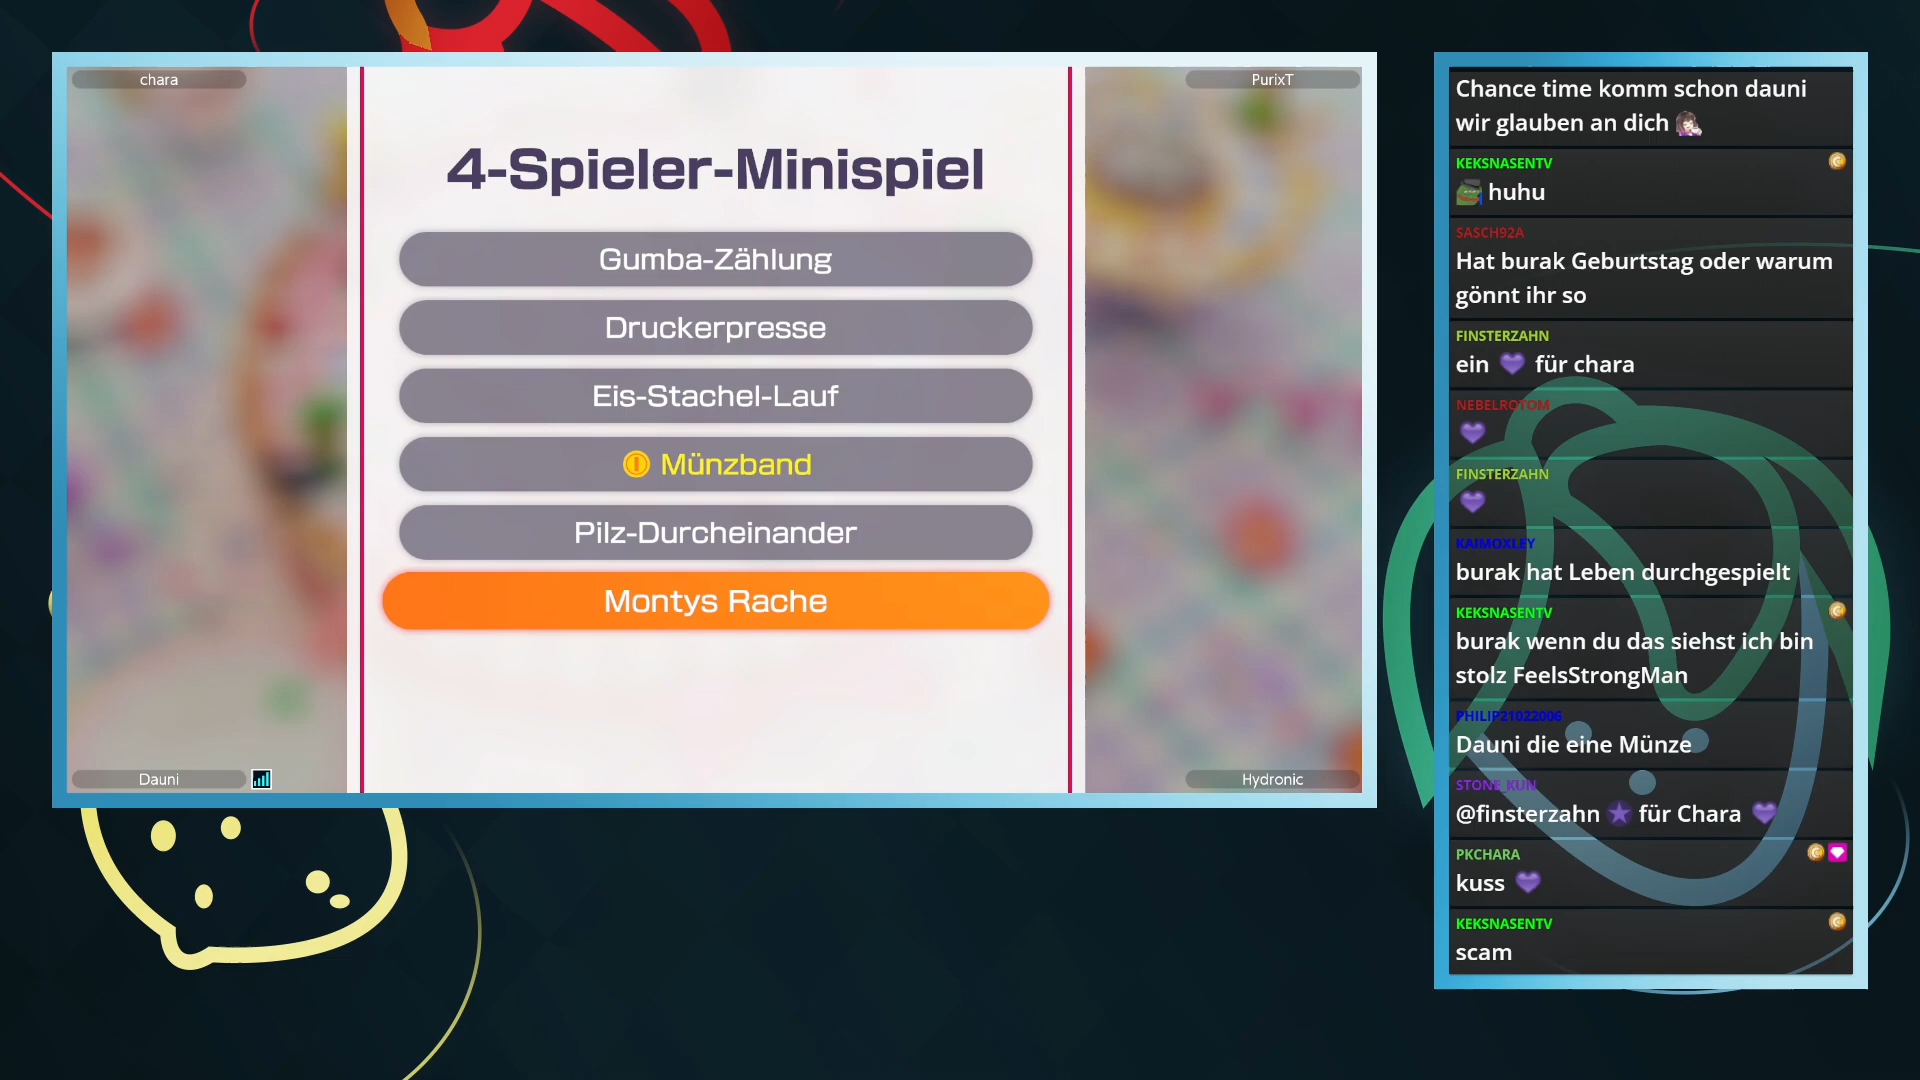 chara
PurixT
4-Spieler-Minispiel
Gumba-Zählung
Druckerpresse
Eis-Stachel-Lauf
Münzband
Pilz-Durcheinander
Montys Rache
Dauni
Hydronic
Chance time komm schon dauni
wir glauben an dich
KEKSNASENTV
huhu
SASCH92A
Hat burak Geburtstag oder warum
gönnt ihr so
FINSTERZAHN
ein 💜 für chara
NEBELROTOM
💜
FINSTERZAHN
💜
KAIMOXLEY
burak hat Leben durchgespielt
KEKSNASENTV
burak wenn du das siehst ich bin
stolz FeelsStrongMan
PHILIP21022006
Dauni die eine Münze
STONE_KUN
@finsterzahn für Chara 💜
PKCHARA
kuss 💜
KEKSNASENTV
scam